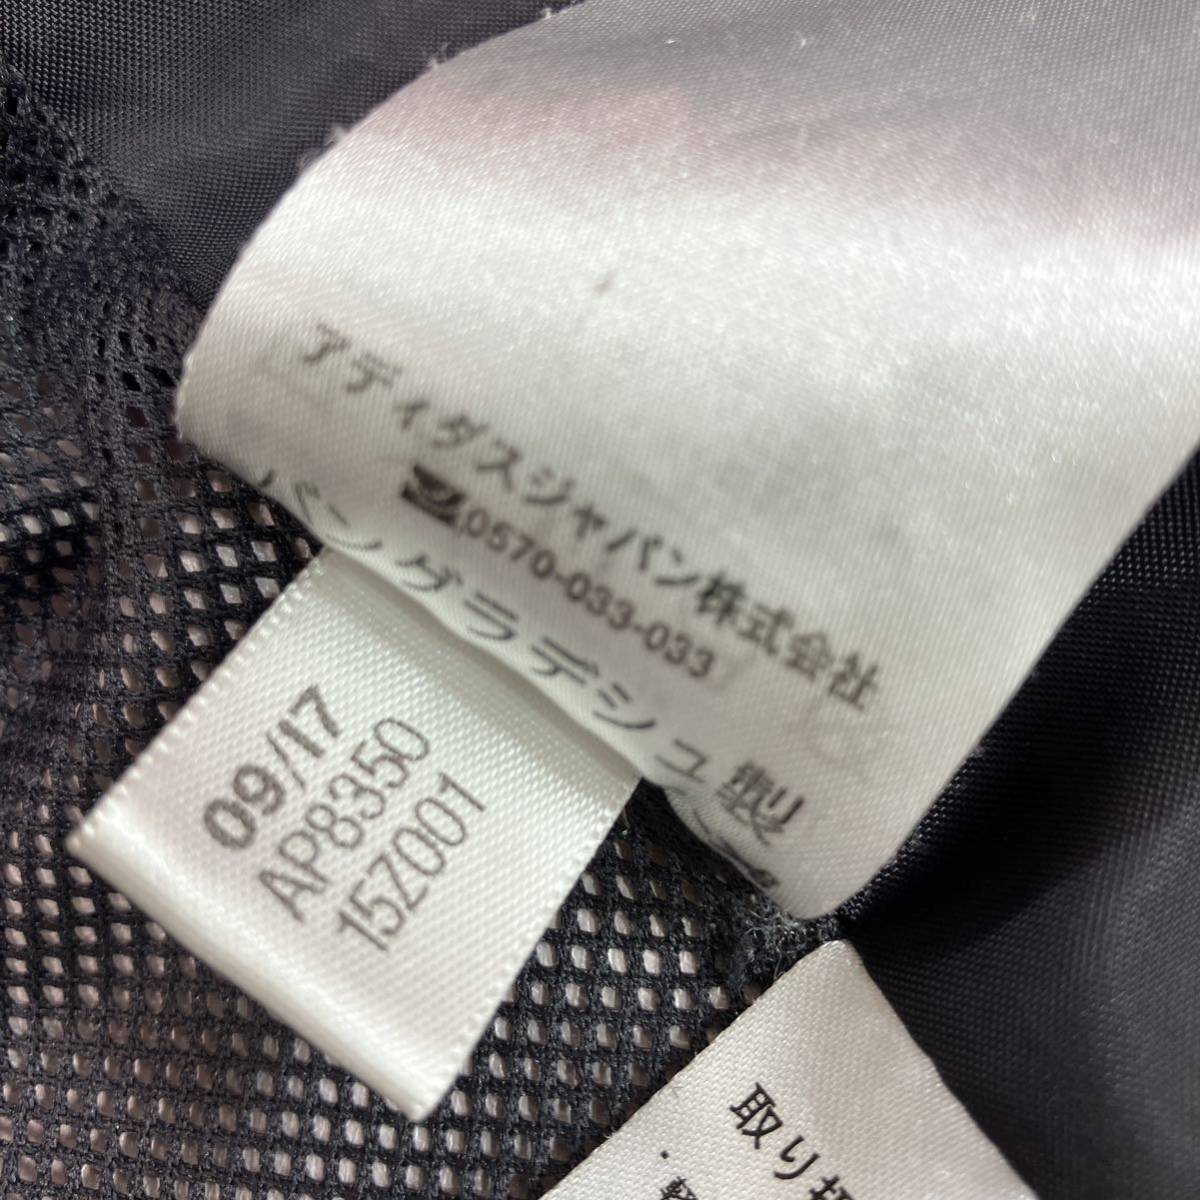 アディダスジャパン株式会社
0570-033-033
バングラデシュ製
09/17
AP8350
15Z001
取り扱